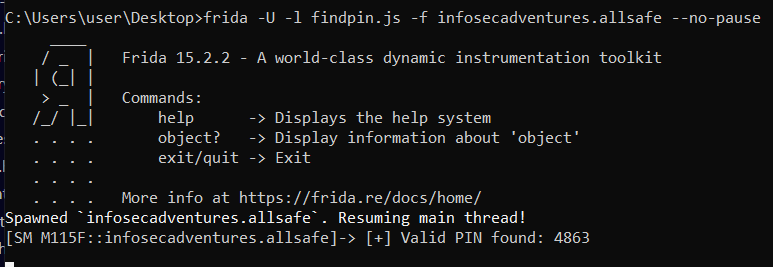 C:\Users\user\Desktop>frida -U -l findpin.js -f infosecadventures.allsafe --no-pause
     ____
    / _  |   Frida 15.2.2 - A world-class dynamic instrumentation toolkit
   | (_| |
    > _  |   Commands:
   /_/ |_|       help      -> Displays the help system
   . . . .       object?   -> Display information about 'object'
   . . . .       exit/quit -> Exit
   . . . .
   . . . .   More info at https://frida.re/docs/home/
Spawned `infosecadventures.allsafe`. Resuming main thread!
[SM M115F::infosecadventures.allsafe]-> [+] Valid PIN found: 4863